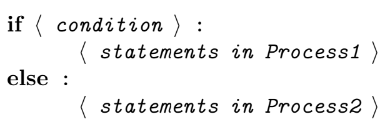 if ⟨ condition ⟩ :
⟨ statements in Process1 ⟩
else :
⟨ statements in Process2 ⟩